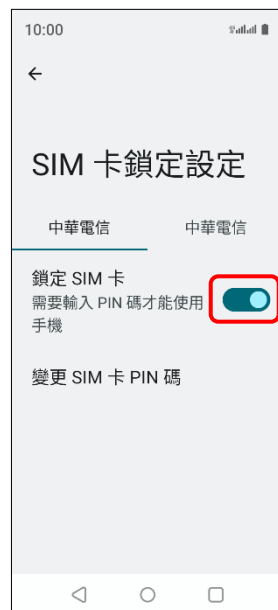 10:00
SIM 卡鎖定設定
中華電信 中華電信
鎖定 SIM 卡
需要輸入 PIN 碼才能使用
手機
變更 SIM 卡 PIN 碼